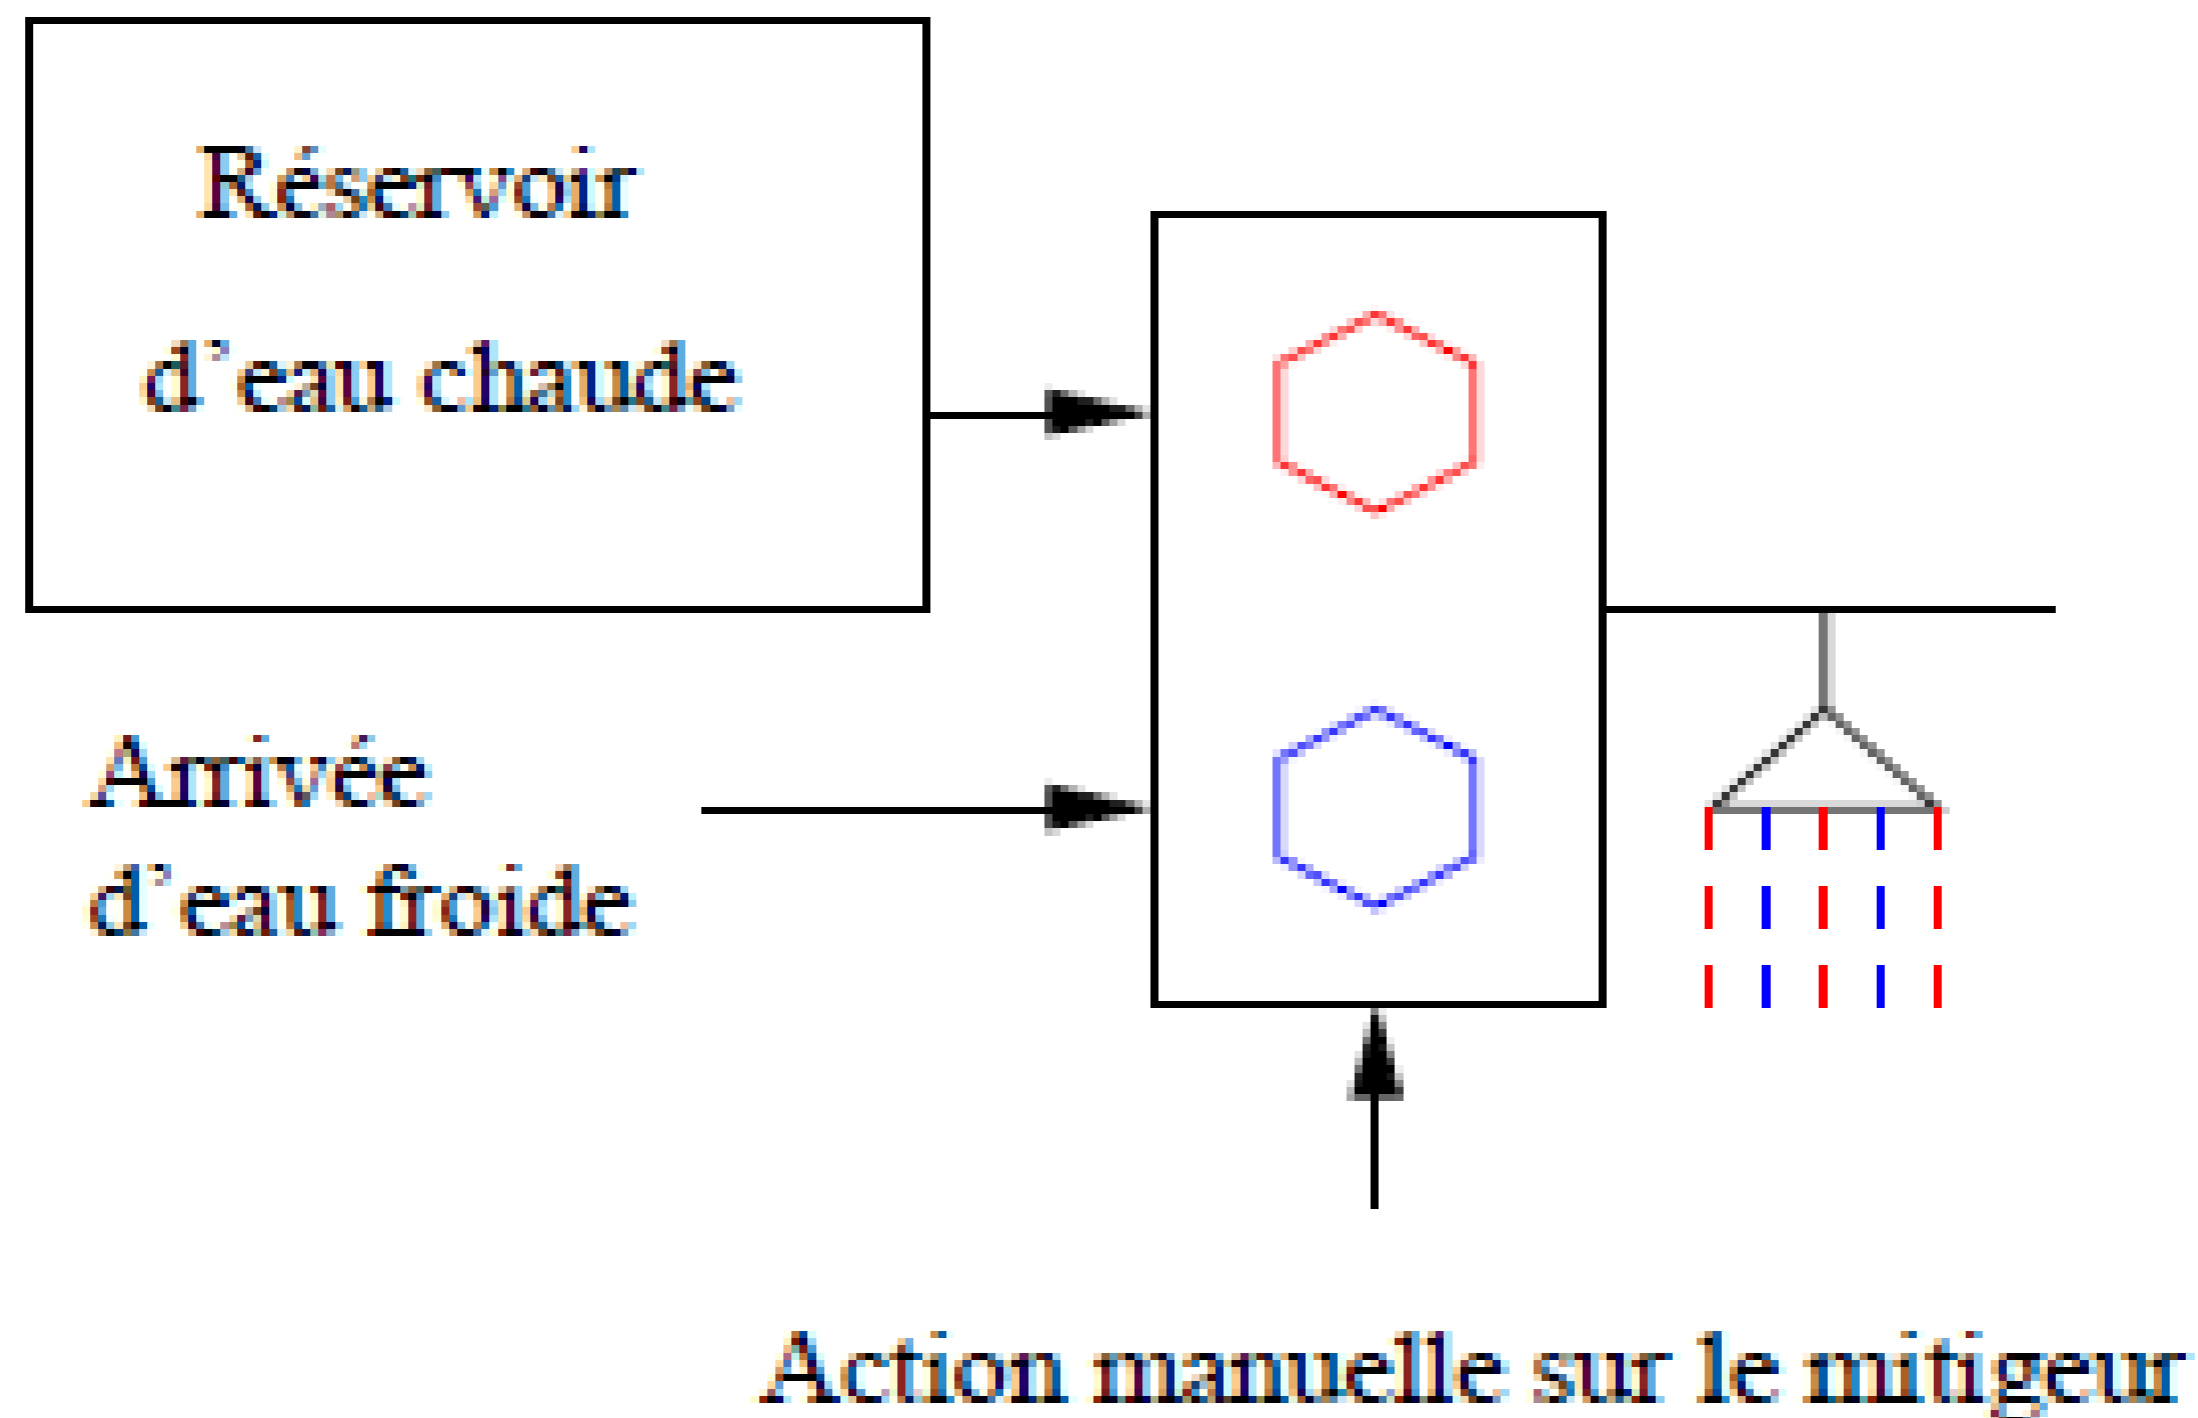 Réservoir
d’eau chaude
Arrivée
d’eau froide
Action manuelle sur le mitigeur